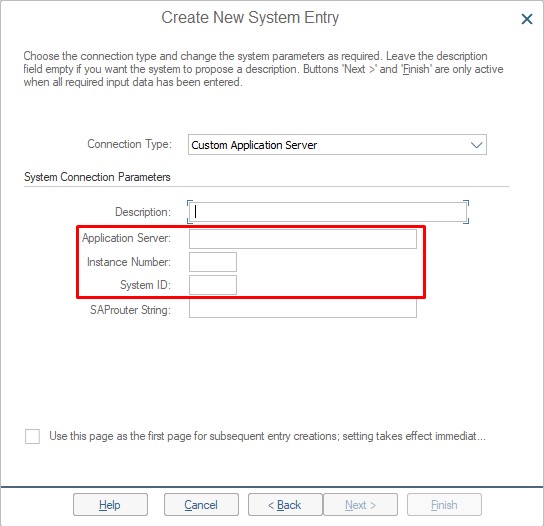 Create New System Entry
Choose the connection type and change the system parameters as required. Leave the description
field empty if you want the system to propose a description. Buttons 'Next >' and 'Finish' are only active
when all required input data has been entered.
Connection Type: Custom Application Server
System Connection Parameters
Description:
Application Server:
Instance Number:
System ID:
SAProuter String:
Use this page as the first page for subsequent entry creations; setting takes effect immediat...
Help Cancel < Back Next > Finish